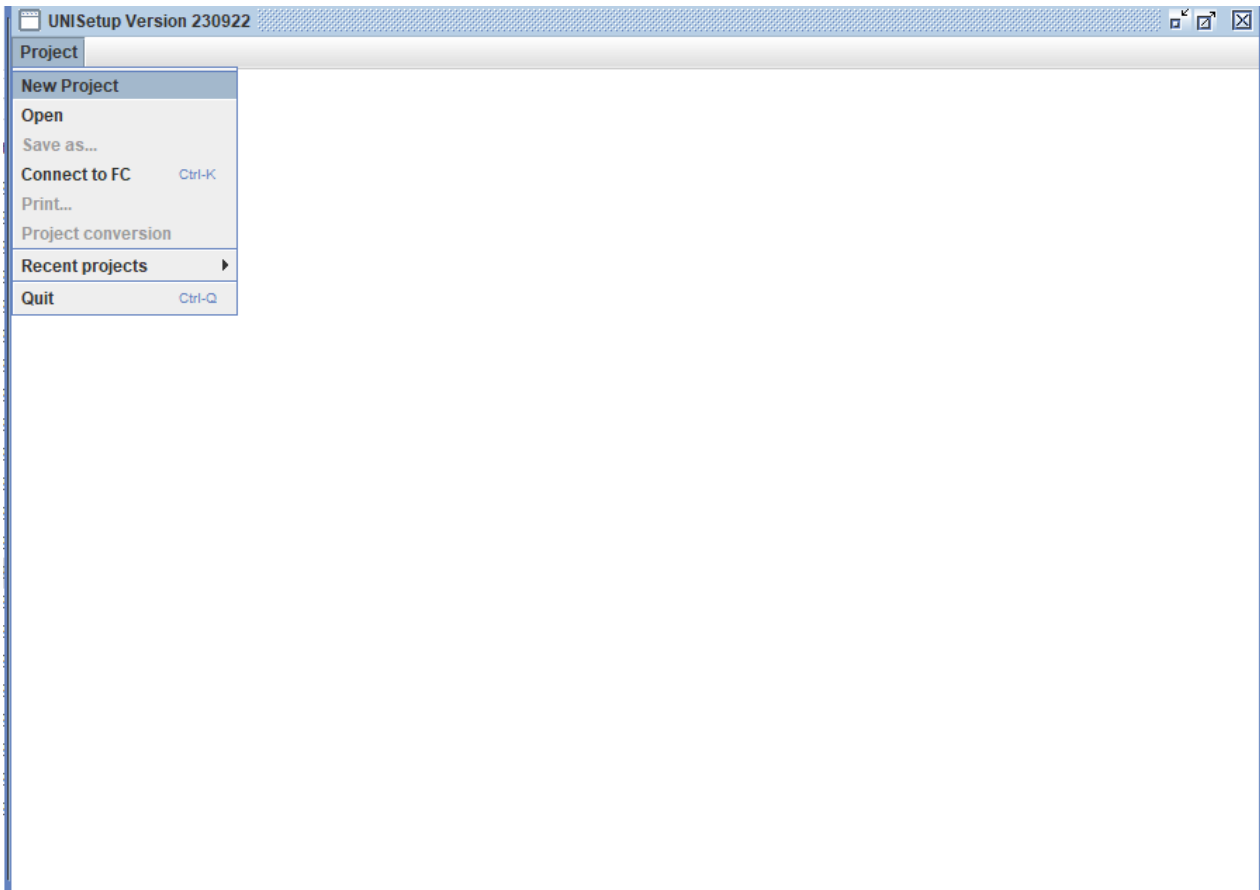 UNISetup Version 230922
Project
New Project
Open
Save as...
Connect to FC Ctrl-K
Print...
Project conversion
Recent projects
Quit Ctrl-Q